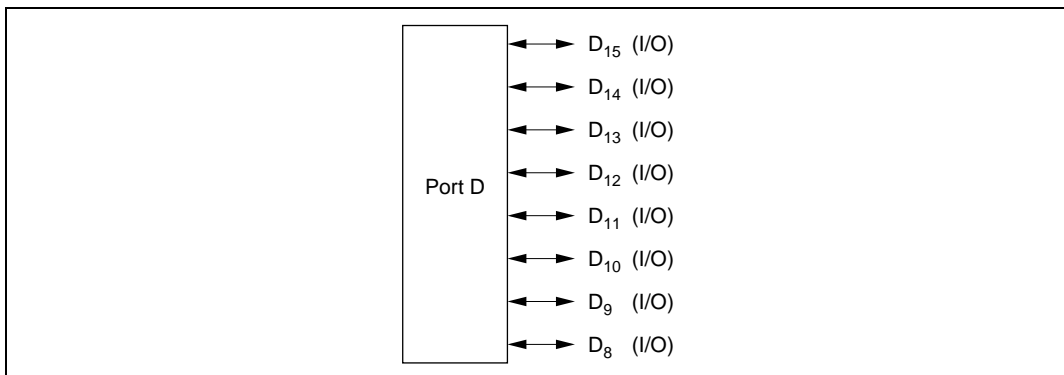 D₁₅ (I/O)
D₁₄ (I/O)
D₁₃ (I/O)
D₁₂ (I/O)
Port D
D₁₁ (I/O)
D₁₀ (I/O)
D₉ (I/O)
D₈ (I/O)